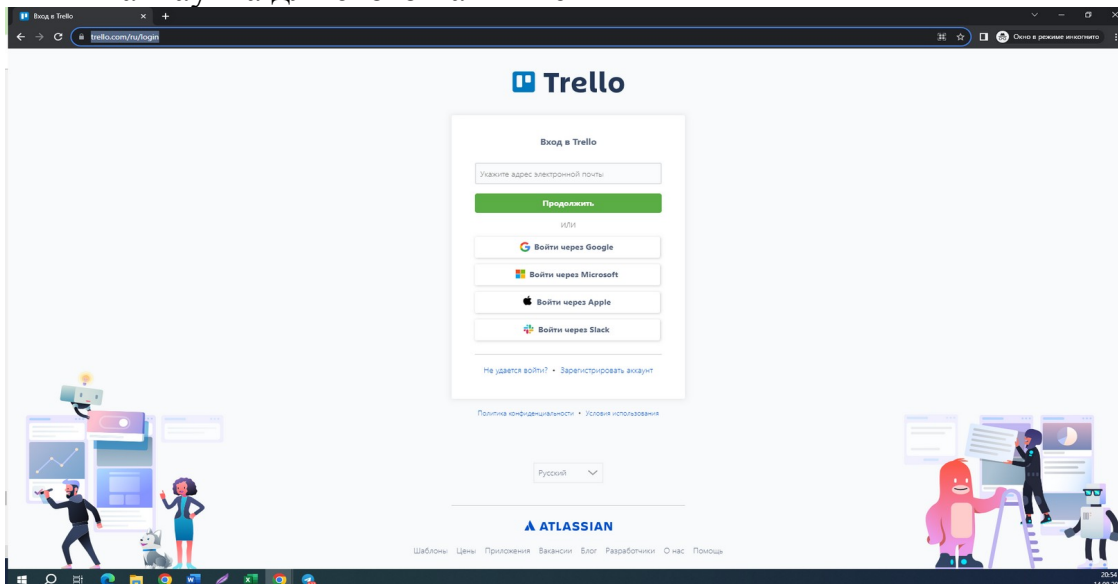 Вход в Trello
trello.com/ru/login
Окно в режиме инкогнито
Trello
Вход в Trello
Укажите адрес электронной почты
Продолжить
ИЛИ
Войти через Google
Войти через Microsoft
Войти через Apple
Войти через Slack
Не удается войти? • Зарегистрировать аккаунт
Политика конфиденциальности • Условия использования
Русский
ATLASSIAN
Шаблоны Цены Приложения Вакансии Блог Разработчики О нас Помощь
20:54